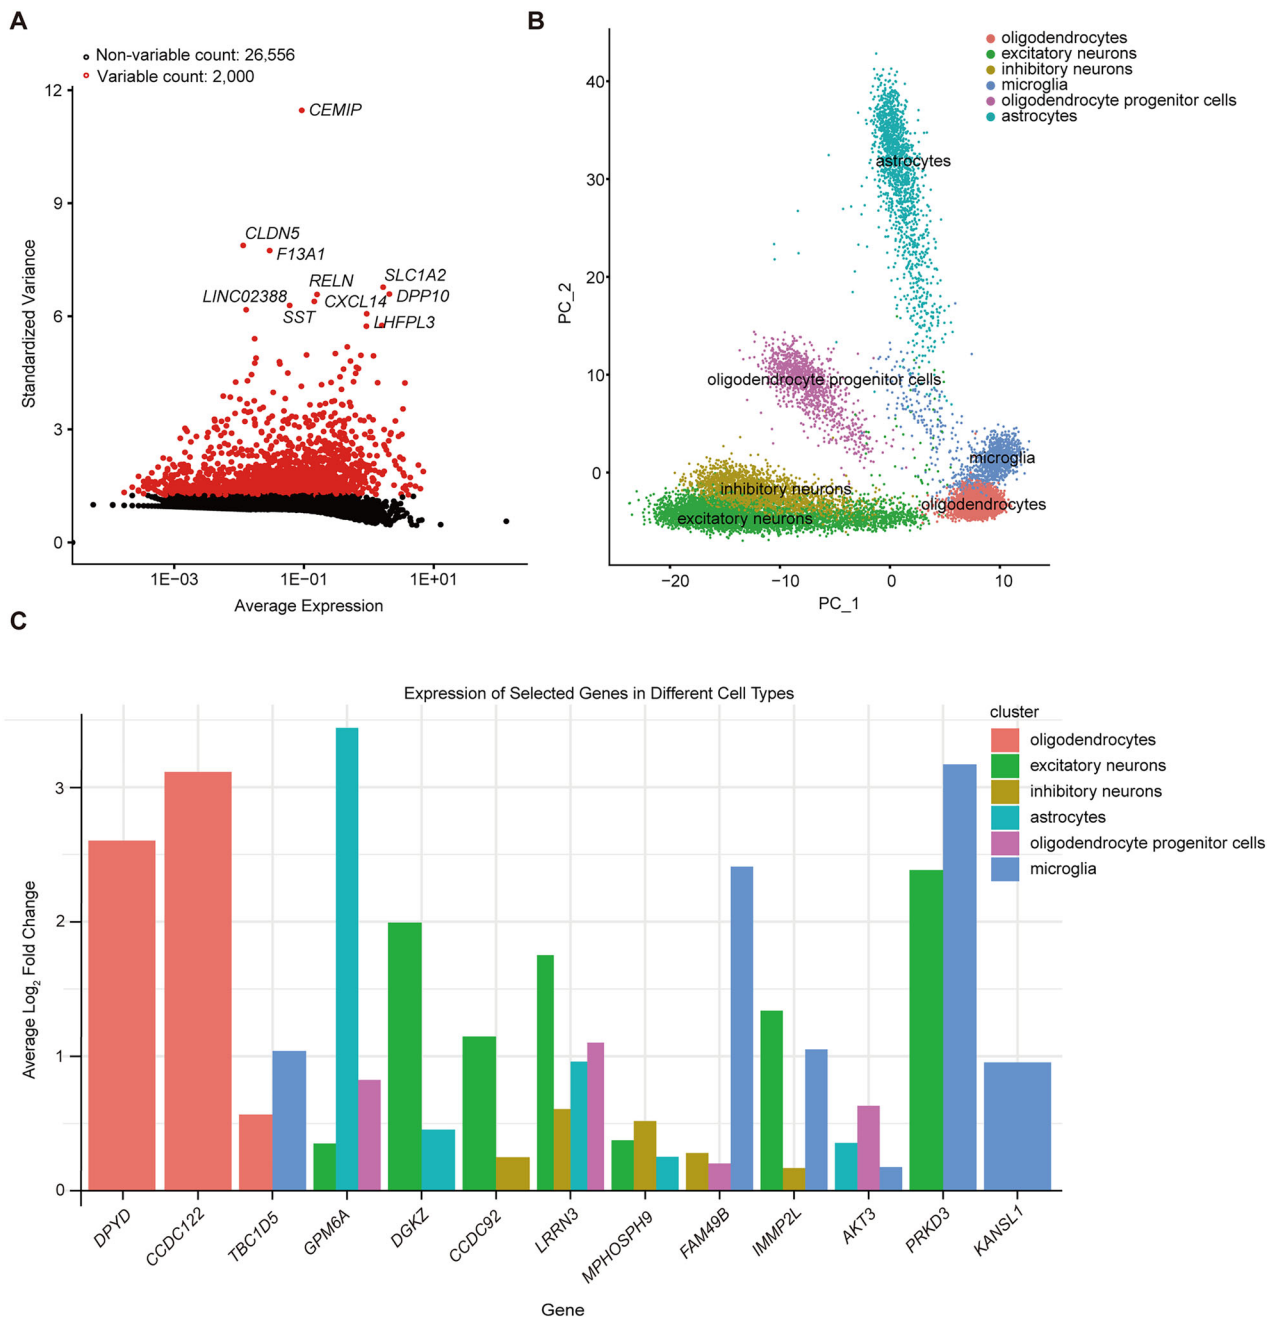 A
Non-variable count: 26,556
Variable count: 2,000
12
9
6
3
0
Standardized Variance
CEMIP
CLDN5
F13A1
SLC1A2
RELN
DPP10
LINC02388
CXCL14
SST
LHFPL3
1E−03
1E−01
1E+01
Average Expression
B
oligodendrocytes
excitatory neurons
inhibitory neurons
microglia
oligodendrocyte progenitor cells
astrocytes
40
30
20
10
0
PC_2
astrocytes
oligodendrocyte progenitor cells
microglia
inhibitory neurons
oligodendrocytes
excitatory neurons
−20
−10
0
10
PC_1
C
Expression of Selected Genes in Different Cell Types
cluster
oligodendrocytes
excitatory neurons
inhibitory neurons
astrocytes
oligodendrocyte progenitor cells
microglia
3
2
1
0
Average Log2 Fold Change
DPYD
CCDC122
TBC1D5
GPM6A
DGKZ
CCDC92
LRRN3
MPHOSPH9
FAM49B
IMMP2L
AKT3
PRKD3
KANSL1
Gene